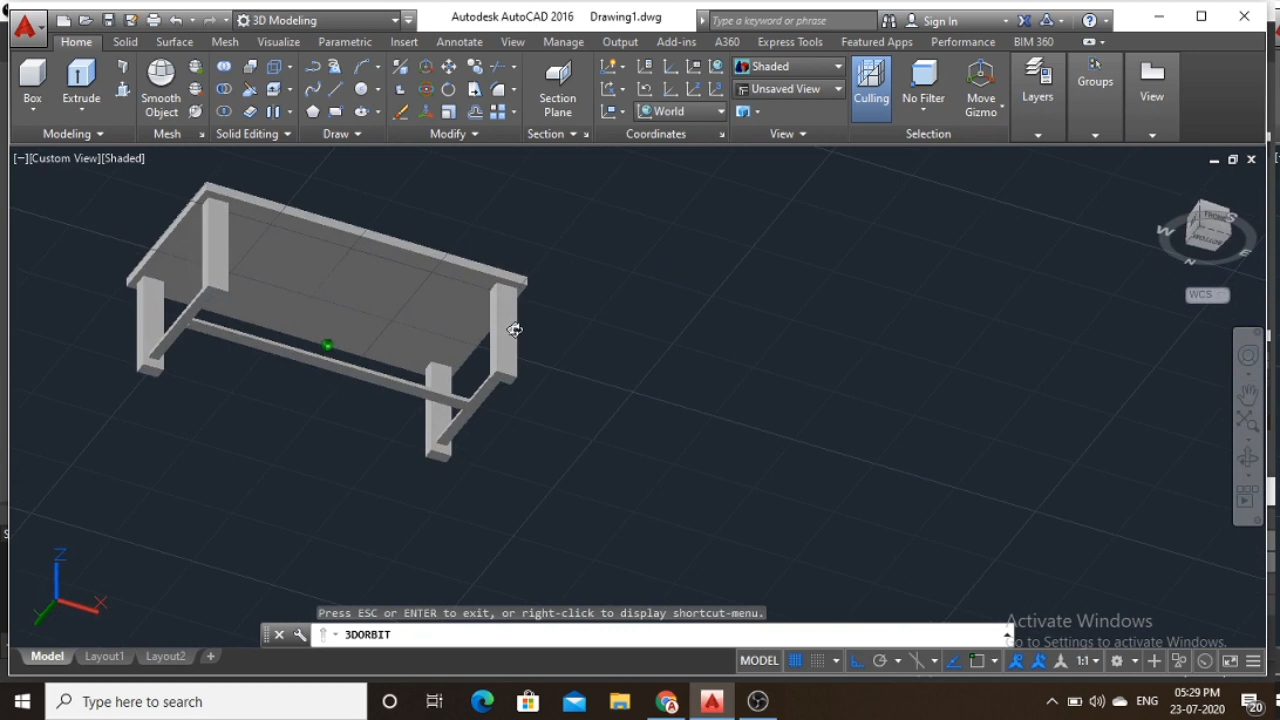 3D Modeling
Autodesk AutoCAD 2016 Drawing1.dwg
Type a keyword or phrase
Sign In
Home Solid Surface Mesh Visualize Parametric Insert Annotate View Manage Output Add-ins A360 Express Tools Featured Apps Performance BIM 360
Box
Extrude
Smooth
Object
Section
Plane
Shaded
Unsaved View
World
Culling
No Filter
Move
Gizmo
Layers
Groups
View
Modeling
Mesh
Solid Editing
Draw
Modify
Section
Coordinates
View
Selection
[−][Custom View][Shaded]
FRONT
BOTTOM
W
S
E
N
WCS
Z
X
Y
Press ESC or ENTER to exit, or right-click to display shortcut-menu.
3DORBIT
Activate Windows
Go to Settings to activate Windows.
Model Layout1 Layout2 +
MODEL
1:1
Type here to search
ENG
05:29 PM
23-07-2020
20